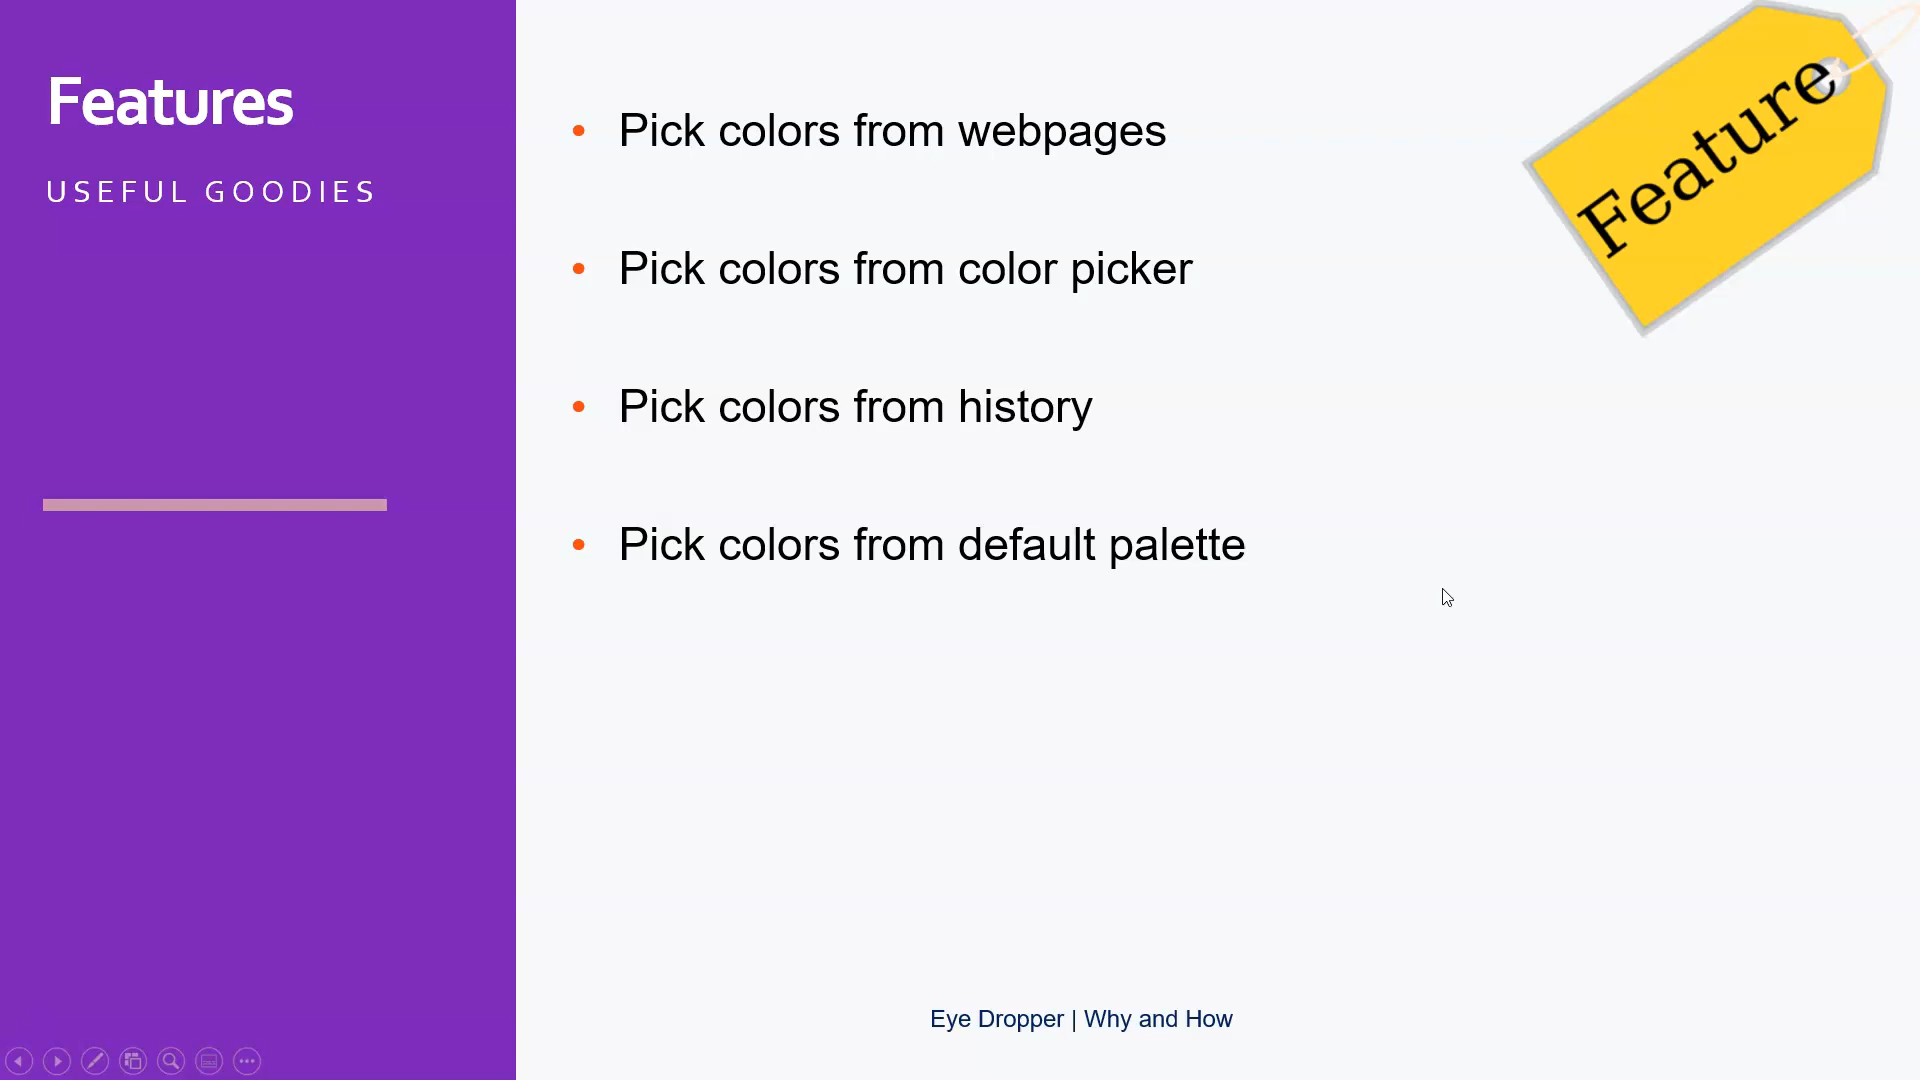 Features
USEFUL GOODIES
• Pick colors from webpages
• Pick colors from color picker
• Pick colors from history
• Pick colors from default palette
Feature
Eye Dropper | Why and How